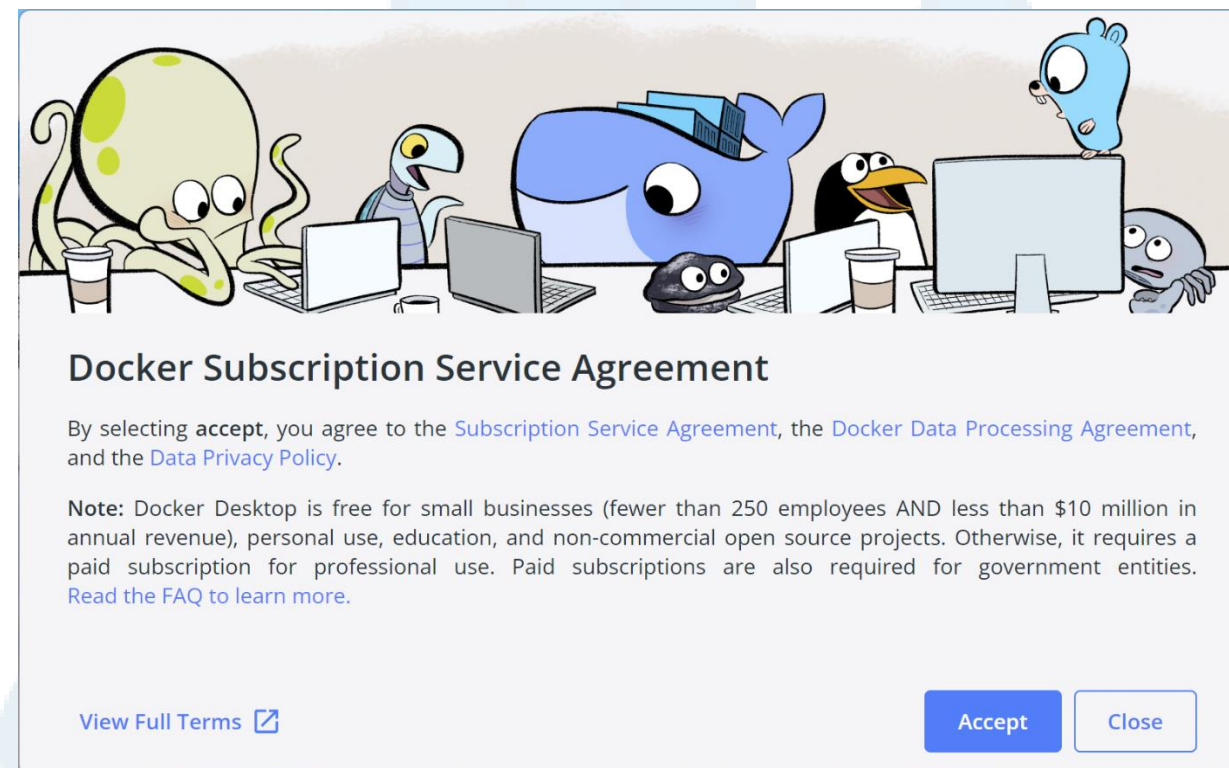 Docker Subscription Service Agreement
By selecting accept, you agree to the Subscription Service Agreement, the Docker Data Processing Agreement,
and the Data Privacy Policy.
Note: Docker Desktop is free for small businesses (fewer than 250 employees AND less than $10 million in
annual revenue), personal use, education, and non-commercial open source projects. Otherwise, it requires a
paid subscription for professional use. Paid subscriptions are also required for government entities.
Read the FAQ to learn more.
View Full Terms
Accept
Close